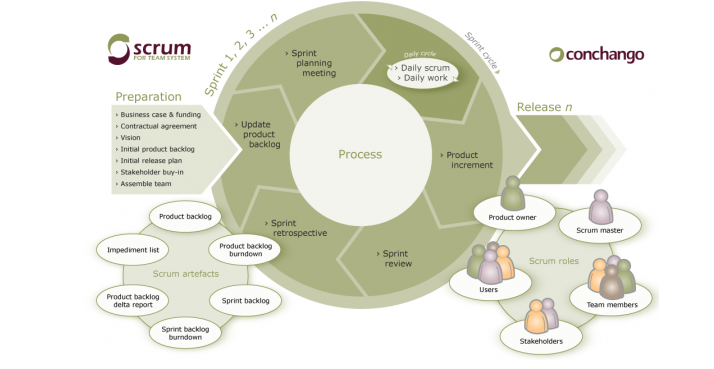 scrum
FOR TEAM SYSTEM
conchango
Sprint 1, 2, 3 ... n
Sprint cycle
Daily cycle
› Daily scrum
› Daily work
› Sprint
planning
meeting
Preparation
› Business case & funding
› Contractual agreement
› Vision
› Initial product backlog
› Initial release plan
› Stakeholder buy-in
› Assemble team
› Update
product
backlog
Process
› Product
increment
Release n
› Sprint
retrospective
› Sprint
review
Product backlog
Impediment list
Product backlog
burndown
Scrum artefacts
Product backlog
delta report
Sprint backlog
Sprint backlog
burndown
Product owner
Scrum master
Scrum roles
Users
Team members
Stakeholders